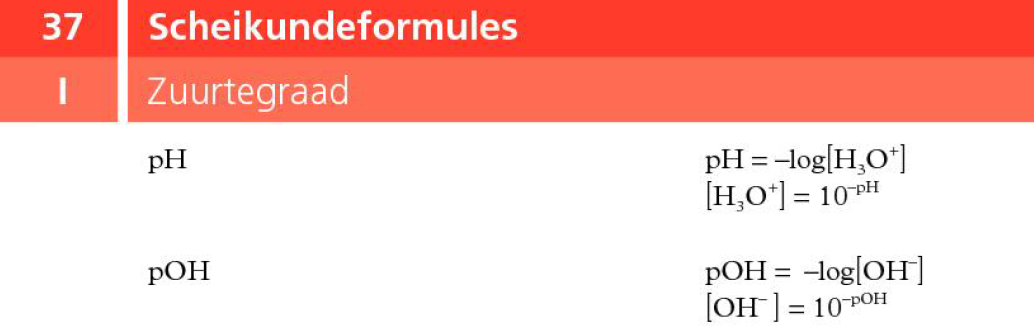 37 Scheikundeformules
I Zuurtegraad
pH pH = –log[H₃O⁺]
[H₃O⁺] = 10⁻ᵖᴴ
pOH pOH = –log[OH⁻]
[OH⁻ ] = 10⁻ᵖᴼᴴ